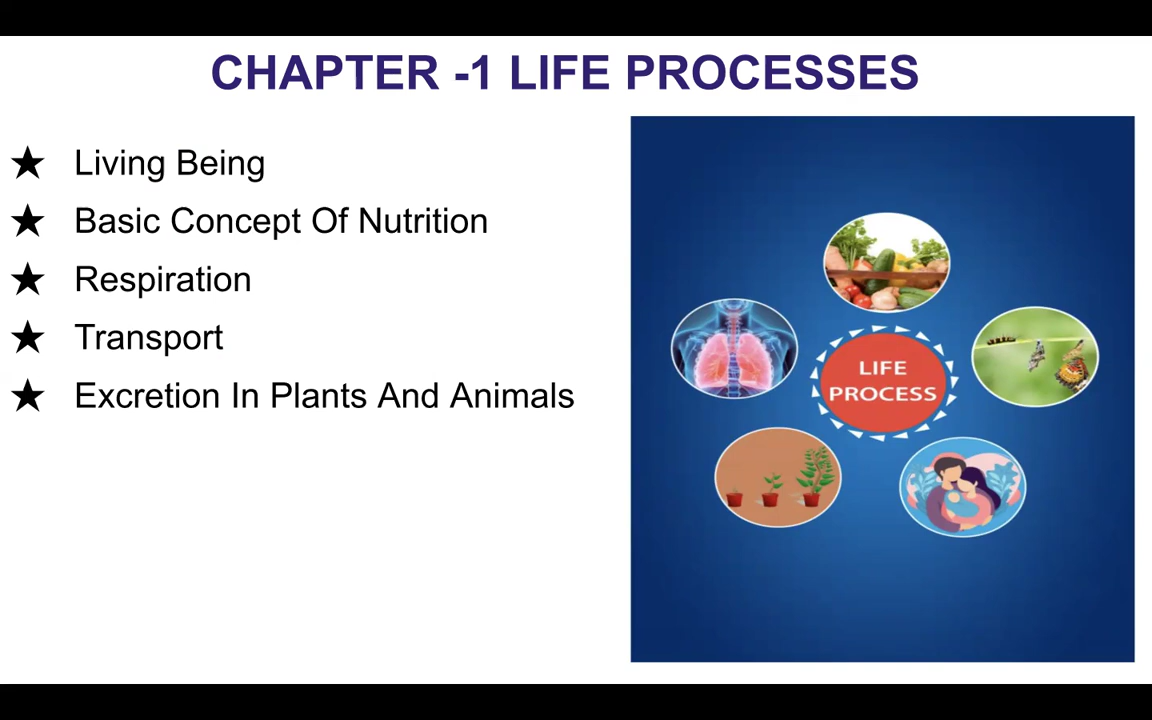 CHAPTER -1 LIFE PROCESSES
★ Living Being
★ Basic Concept Of Nutrition
★ Respiration
★ Transport
★ Excretion In Plants And Animals
LIFE
PROCESS